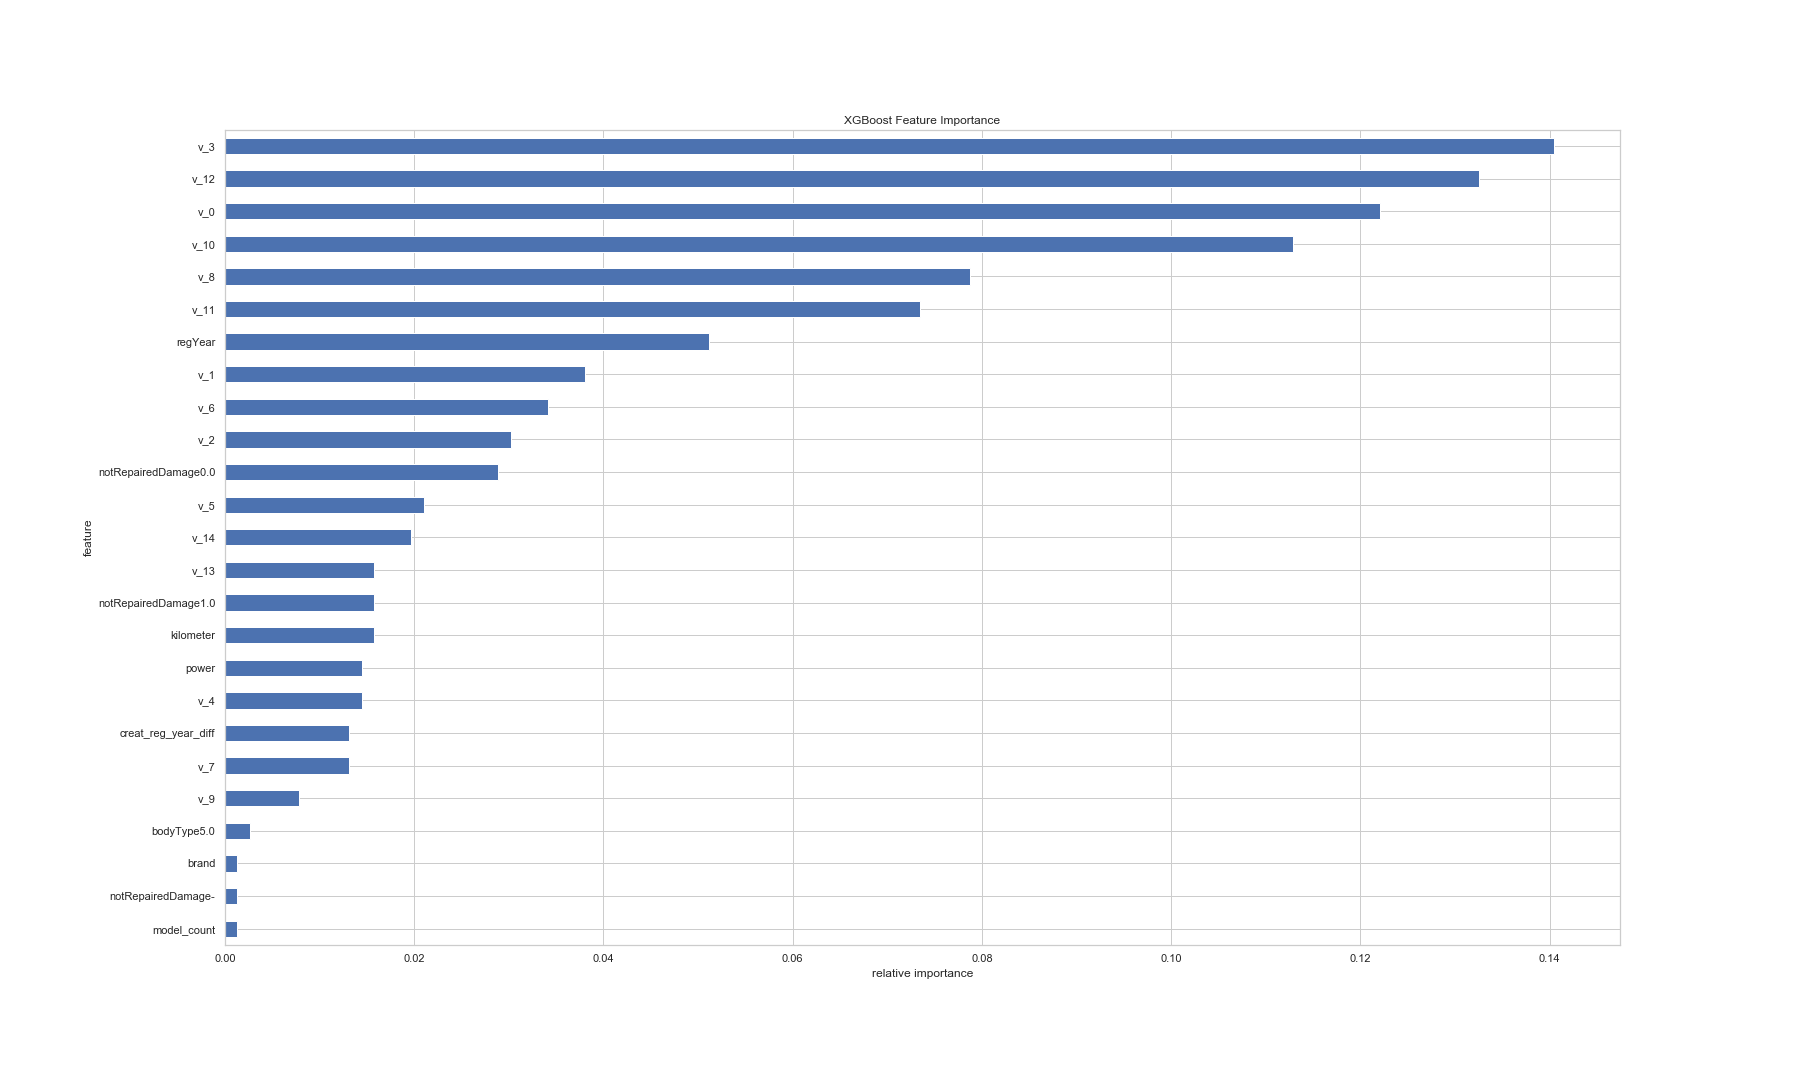 XGBoost Feature Importance
v_3
v_12
v_0
v_10
v_8
v_11
regYear
v_1
v_6
v_2
notRepairedDamage0.0
v_5
v_14
v_13
notRepairedDamage1.0
kilometer
power
v_4
creat_reg_year_diff
v_7
v_9
bodyType5.0
brand
notRepairedDamage-
model_count
feature
0.00 0.02 0.04 0.06 0.08 0.10 0.12 0.14
relative importance